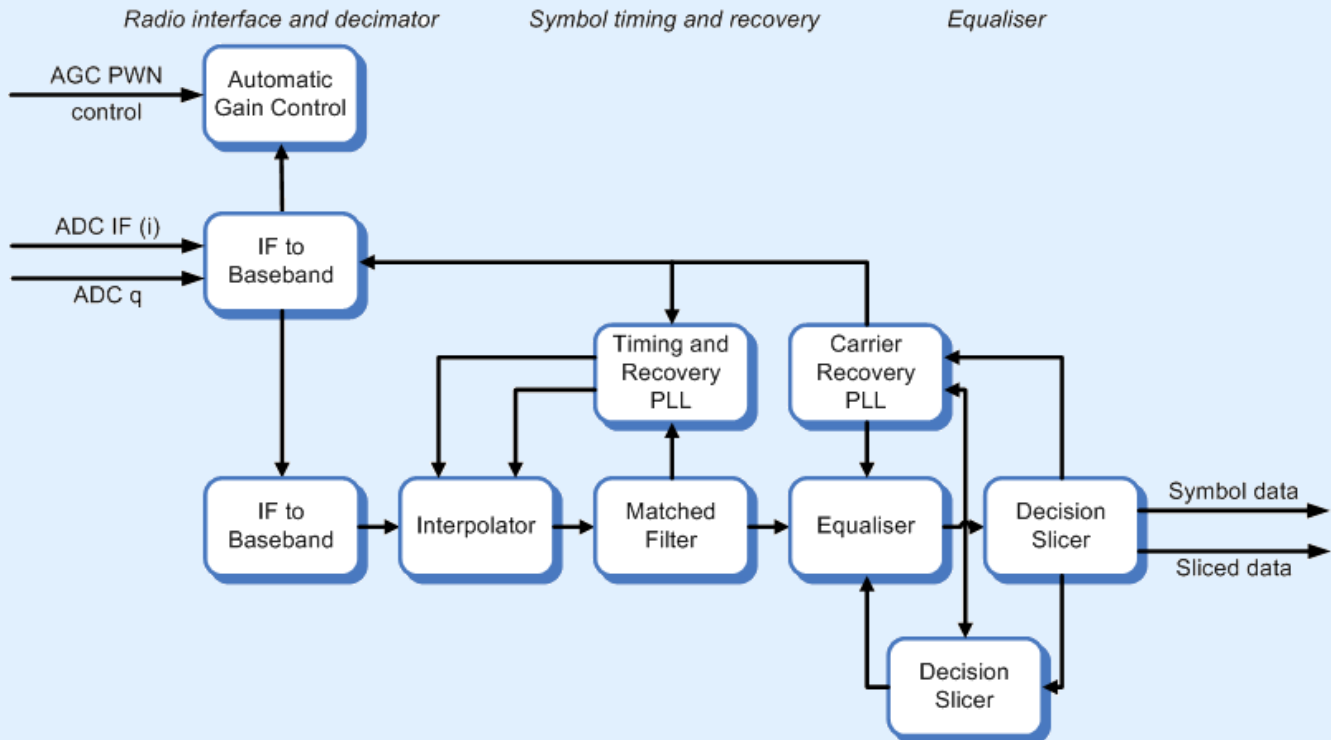 Radio interface and decimator
Symbol timing and recovery
Equaliser
AGC PWN
control
Automatic
Gain Control
ADC IF (i)
ADC q
IF to
Baseband
Timing and
Recovery
PLL
Carrier
Recovery
PLL
IF to
Baseband
Interpolator
Matched
Filter
Equaliser
Decision
Slicer
Symbol data
Sliced data
Decision
Slicer